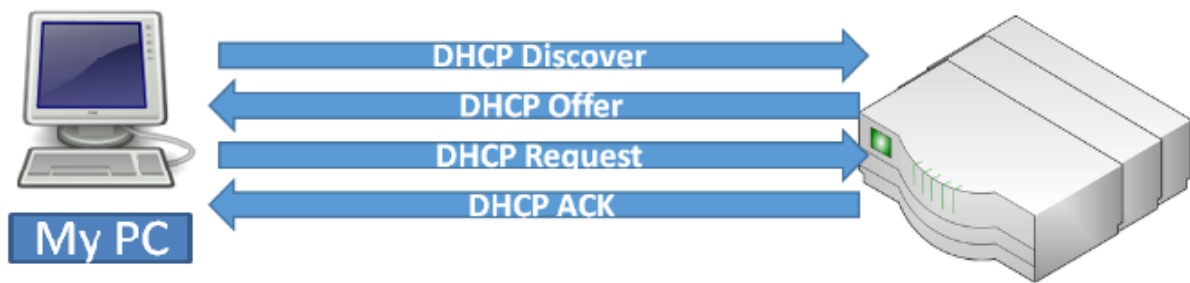 DHCP Discover
DHCP Offer
DHCP Request
DHCP ACK
My PC